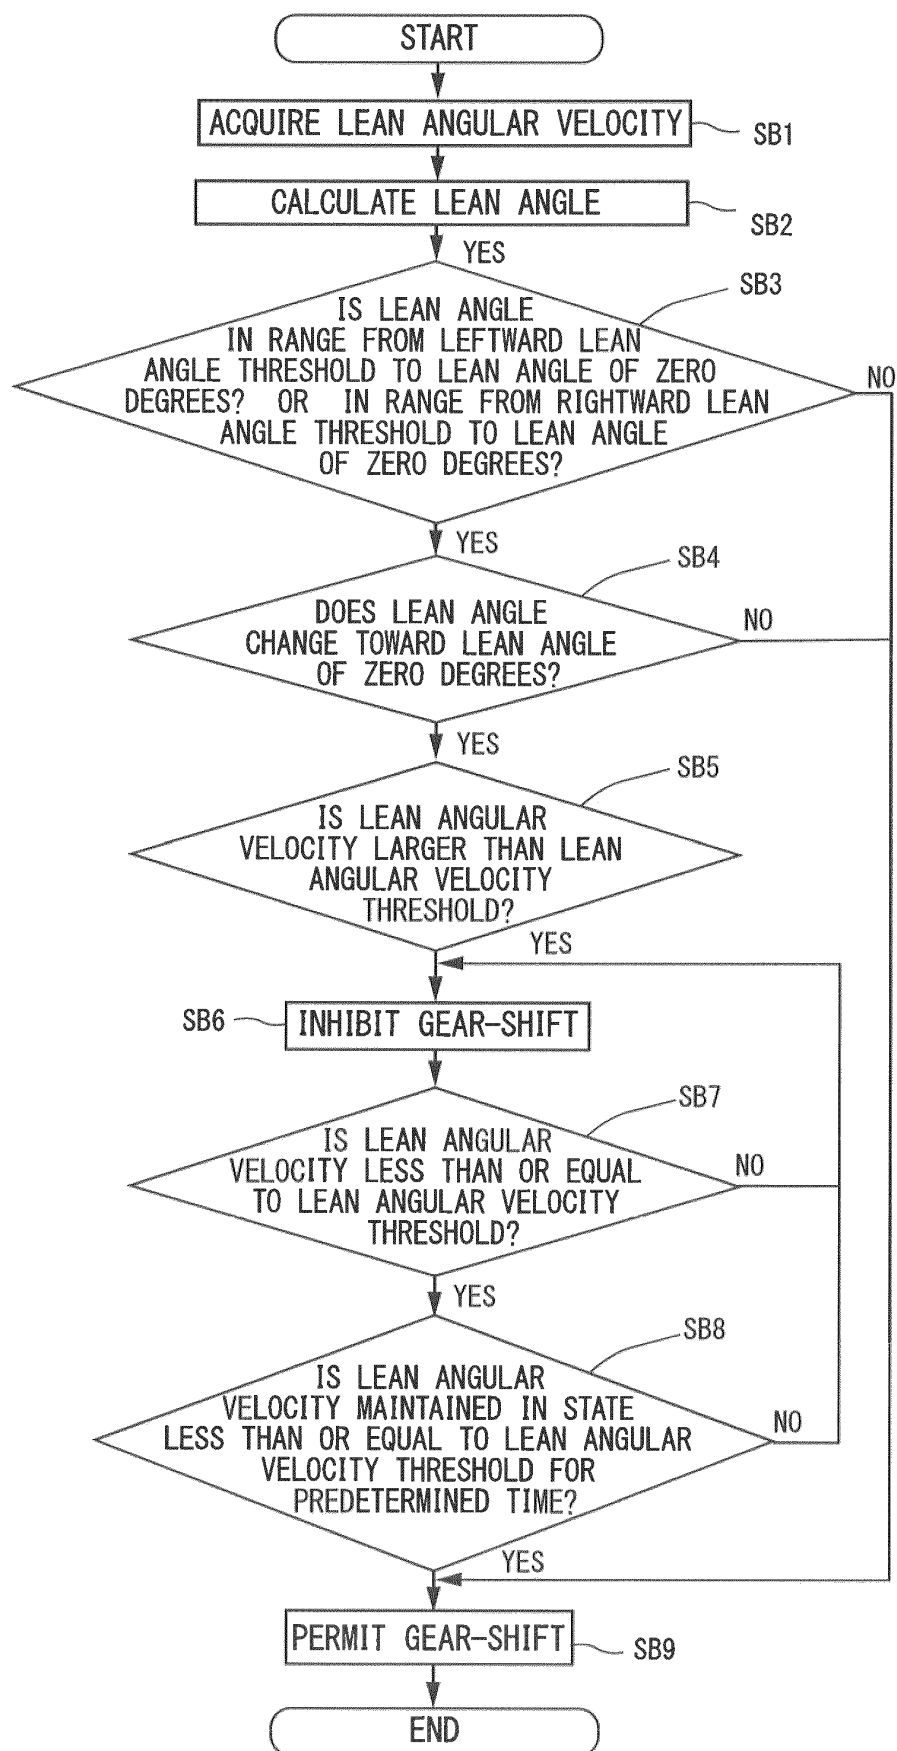 START
ACQUIRE LEAN ANGULAR VELOCITY
SB1
CALCULATE LEAN ANGLE
SB2
YES
SB3
IS LEAN ANGLE
IN RANGE FROM LEFTWARD LEAN
ANGLE THRESHOLD TO LEAN ANGLE OF ZERO
DEGREES? OR IN RANGE FROM RIGHTWARD LEAN
ANGLE THRESHOLD TO LEAN ANGLE
OF ZERO DEGREES?
NO
YES
SB4
DOES LEAN ANGLE
CHANGE TOWARD LEAN ANGLE
OF ZERO DEGREES?
NO
YES
SB5
IS LEAN ANGULAR
VELOCITY LARGER THAN LEAN
ANGULAR VELOCITY
THRESHOLD?
YES
SB6
INHIBIT GEAR-SHIFT
SB7
IS LEAN ANGULAR
VELOCITY LESS THAN OR EQUAL
TO LEAN ANGULAR VELOCITY
THRESHOLD?
NO
YES
SB8
IS LEAN ANGULAR
VELOCITY MAINTAINED IN STATE
LESS THAN OR EQUAL TO LEAN ANGULAR
VELOCITY THRESHOLD FOR
PREDETERMINED TIME?
NO
YES
PERMIT GEAR-SHIFT
SB9
END